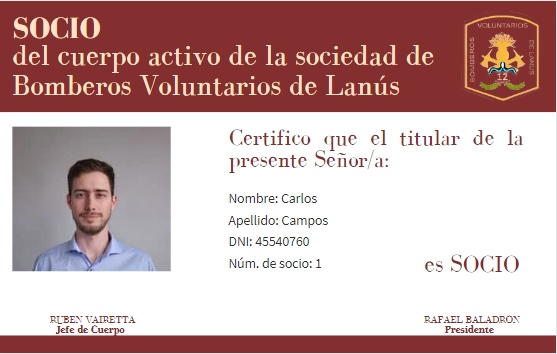 SOCIO
del cuerpo activo de la sociedad de
Bomberos Voluntarios de Lanús
VOLUNTARIOS
BOMBEROS
DE LANUS
12
Certifico que el titular de la
presente Señor/a:
Nombre: Carlos
Apellido: Campos
DNI: 45540760
Núm. de socio: 1
es SOCIO
RUBEN VAIRETTA
Jefe de Cuerpo
RAFAEL BALADRON
Presidente